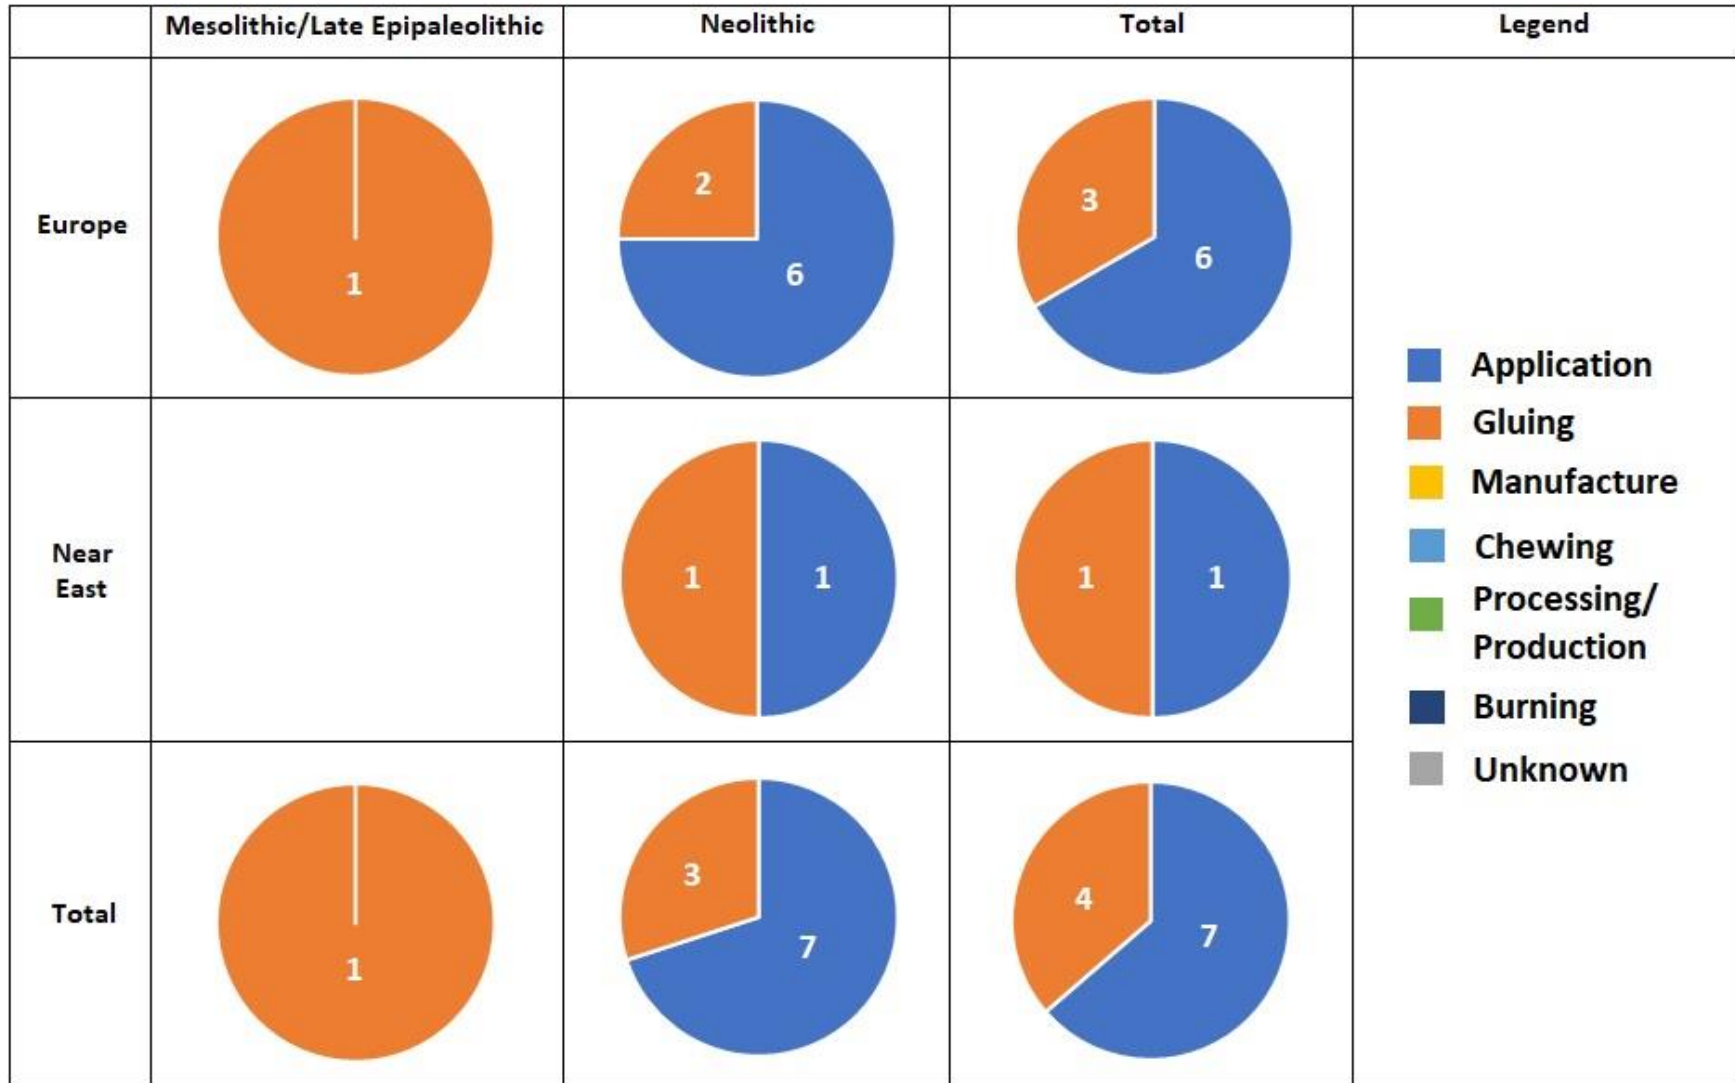 Mesolithic/Late Epipaleolithic
Neolithic
Total
Legend
Europe
1
2
6
3
6
Near
East
1
1
1
1
Total
1
3
7
4
7
Application
Gluing
Manufacture
Chewing
Processing/
Production
Burning
Unknown